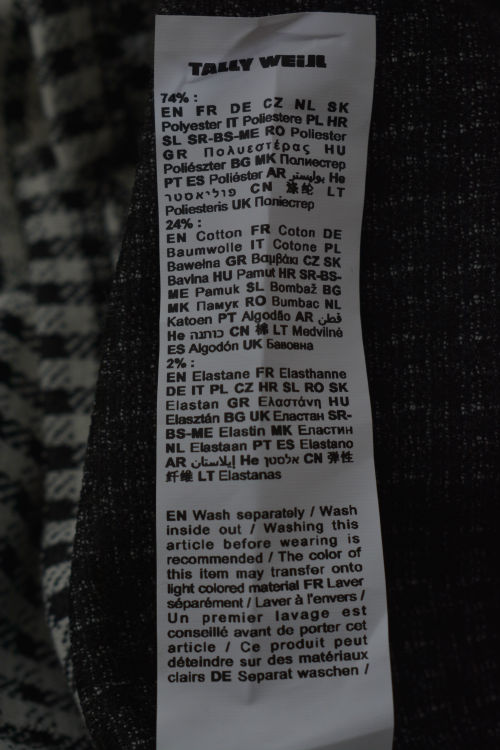 TALLY WEiJL
74% :
EN FR DE CZ NL SK
Polyester IT Poliestere PL HR
SL SR-BS-ME RO Poliester
GR Πολυεστέρας HU
Poliészter BG MK Полиестер
PT ES Poliéster AR بوليستر He
פוליאסטר CN 涤纶 LT
Poliesteris UK Поліестер
24% :
EN Cotton FR Coton DE
Baumwolle IT Cotone PL
Bawełna GR Βαμβάκι CZ SK
Bavlna HU Pamut HR SR-BS-
ME Pamuk SL Bombaž BG
MK Памук RO Bumbac NL
Katoen PT Algodão AR قطن
He כותנה CN 棉 LT Medvilnė
ES Algodón UK Бавовна
2% :
EN Elastane FR Elasthanne
DE IT PL CZ HR SL RO SK
Elastan GR Ελαστάνη HU
Elasztán BG UK Еластан SR-
BS-ME Elastin MK Еластин
NL Elastaan PT ES Elastano
AR إيلاستان He אלסטן CN 弹性
纤维 LT Elastanas
EN Wash separately / Wash
inside out / Washing this
article before wearing is
recommended / The color of
this item may transfer onto
light colored material FR Laver
séparément / Laver à l'envers /
Un premier lavage est
conseillé avant de porter cet
article / Ce produit peut
déteindre sur des matériaux
clairs DE Separat waschen /